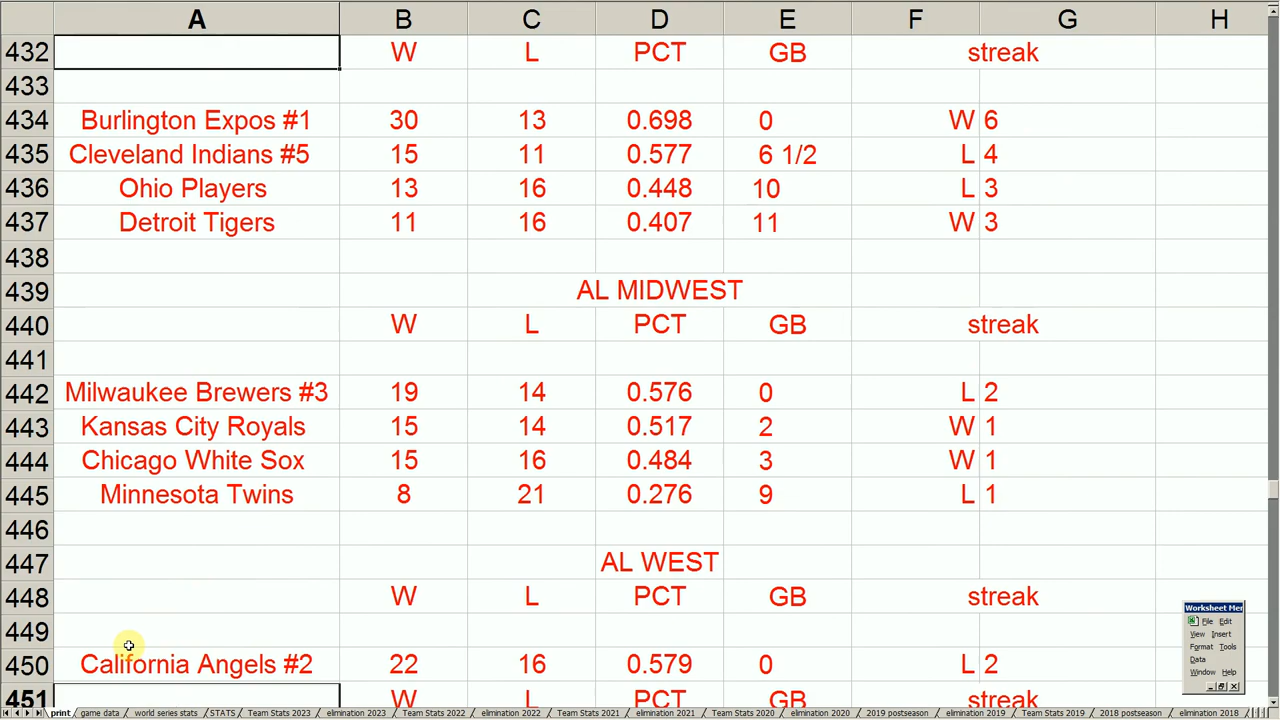 A B C D E F G H
432 W L PCT GB streak
433
434 Burlington Expos #1 30 13 0.698 0 W 6
435 Cleveland Indians #5 15 11 0.577 6 1/2 L 4
436 Ohio Players 13 16 0.448 10 L 3
437 Detroit Tigers 11 16 0.407 11 W 3
438
439 AL MIDWEST
440 W L PCT GB streak
441
442 Milwaukee Brewers #3 19 14 0.576 0 L 2
443 Kansas City Royals 15 14 0.517 2 W 1
444 Chicago White Sox 15 16 0.484 3 W 1
445 Minnesota Twins 8 21 0.276 9 L 1
446
447 AL WEST
448 W L PCT GB streak
449
450 California Angels #2 22 16 0.579 0 L 2
451 W L PCT GB streak
Worksheet Mer
File Edit
View Insert
Format Tools
Data
Window Help
print game data world series stats STATS Team Stats 2023 elimination 2023 Team Stats 2022 elimination 2022 Team Stats 2021 elimination 2021 Team Stats 2020 elimination 2020 2019 postseason elimination 2019 Team Stats 2019 2018 postseason elimination 2018